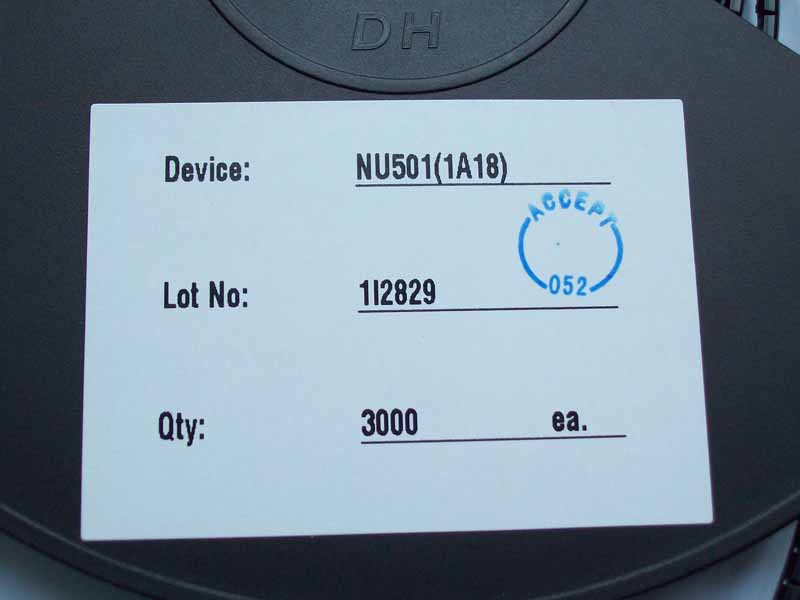 DH
Device: NU501(1A18)
ACCEPT
052
Lot No: 1I2829
Qty: 3000 ea.